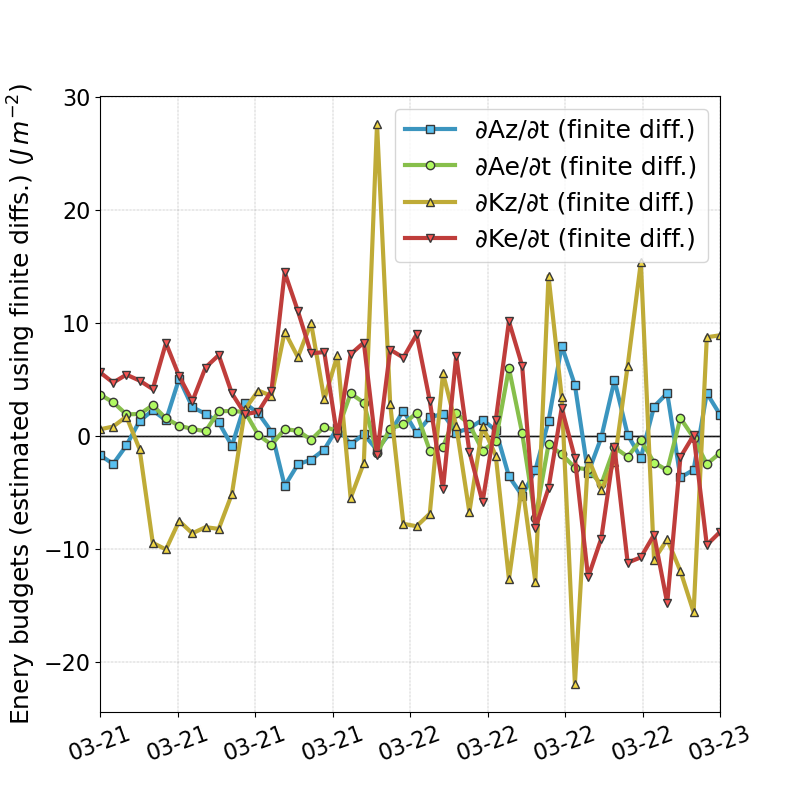 Enery budgets (estimated using finite diffs.) (J m⁻²)
30
20
10
0
−10
−20
∂Az/∂t (finite diff.)
∂Ae/∂t (finite diff.)
∂Kz/∂t (finite diff.)
∂Ke/∂t (finite diff.)
03-21 03-21 03-21 03-21 03-22 03-22 03-22 03-22 03-23